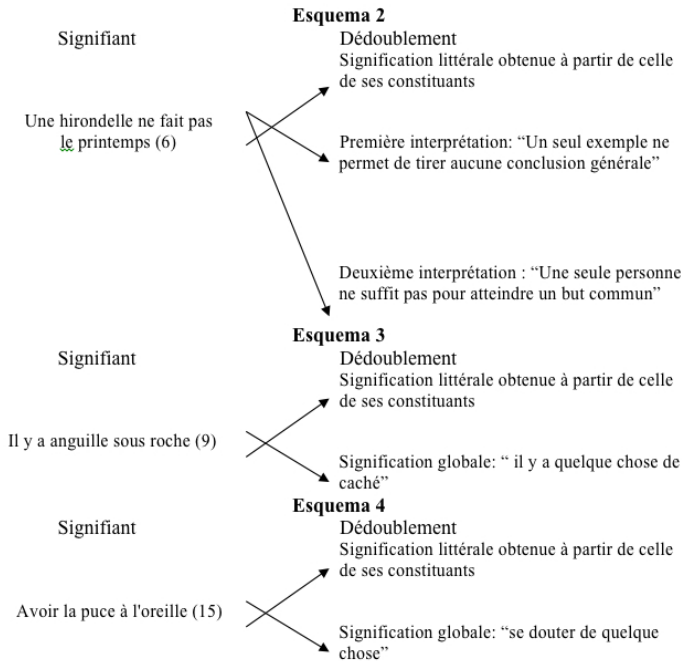 Esquema 2
Signifiant
Dédoublement
Signification littérale obtenue à partir de celle
de ses constituants
Une hirondelle ne fait pas
le printemps (6)
Première interprétation: “Un seul exemple ne
permet de tirer aucune conclusion générale”
Deuxième interprétation : “Une seule personne
ne suffit pas pour atteindre un but commun”
Esquema 3
Signifiant
Dédoublement
Signification littérale obtenue à partir de celle
de ses constituants
Il y a anguille sous roche (9)
Signification globale: “ il y a quelque chose de
caché”
Esquema 4
Signifiant
Dédoublement
Signification littérale obtenue à partir de celle
de ses constituants
Avoir la puce à l'oreille (15)
Signification globale: “se douter de quelque
chose”